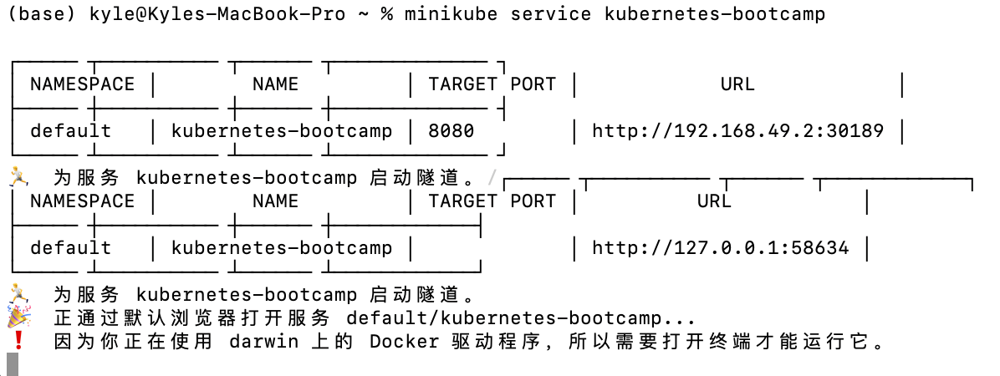 (base) kyle@Kyles-MacBook-Pro ~ % minikube service kubernetes-bootcamp
| NAMESPACE | NAME | TARGET PORT | URL |
| default | kubernetes-bootcamp | 8080 | http://192.168.49.2:30189 |
🏃 为服务 kubernetes-bootcamp 启动隧道。/
| NAMESPACE | NAME | TARGET PORT | URL |
| default | kubernetes-bootcamp | | http://127.0.0.1:58634 |
🏃 为服务 kubernetes-bootcamp 启动隧道。
🎉 正通过默认浏览器打开服务 default/kubernetes-bootcamp...
❗ 因为你正在使用 darwin 上的 Docker 驱动程序，所以需要打开终端才能运行它。